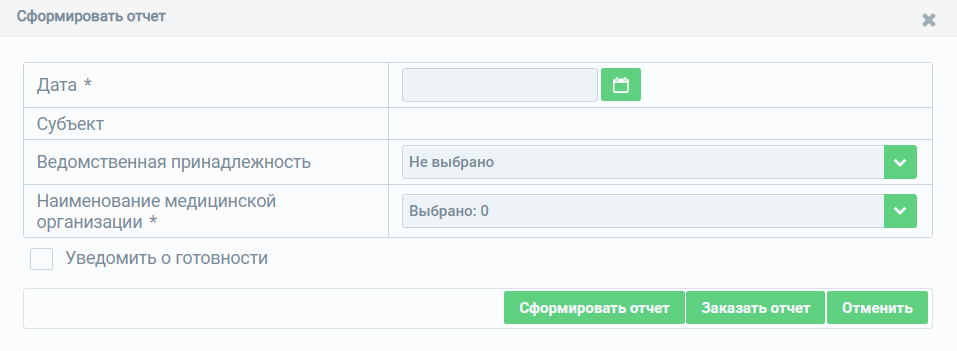 Сформировать отчет
Дата *
Субъект
Ведомственная принадлежность
Не выбрано
Наименование медицинской
организации *
Выбрано: 0
Уведомить о готовности
Сформировать отчет Заказать отчет Отменить